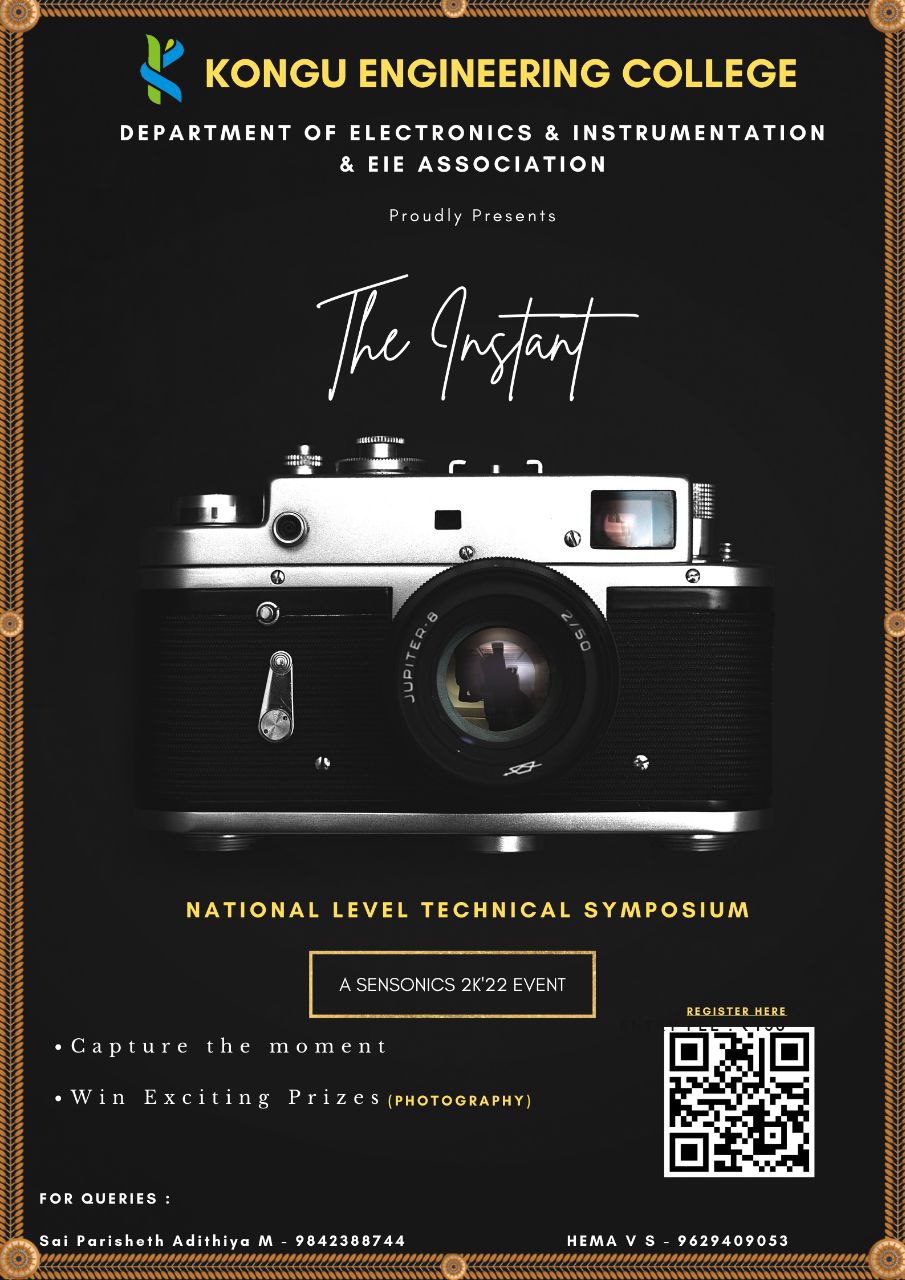 KONGU ENGINEERING COLLEGE
DEPARTMENT OF ELECTRONICS & INSTRUMENTATION
& EIE ASSOCIATION
Proudly Presents
The Instant
JUPITER-8
2/50
NATIONAL LEVEL TECHNICAL SYMPOSIUM
A SENSONICS 2K'22 EVENT
REGISTER HERE
• Capture the moment
• Win Exciting Prizes (PHOTOGRAPHY)
FOR QUERIES :
Sai Parisheth Adithiya M - 9842388744
HEMA V S - 9629409053